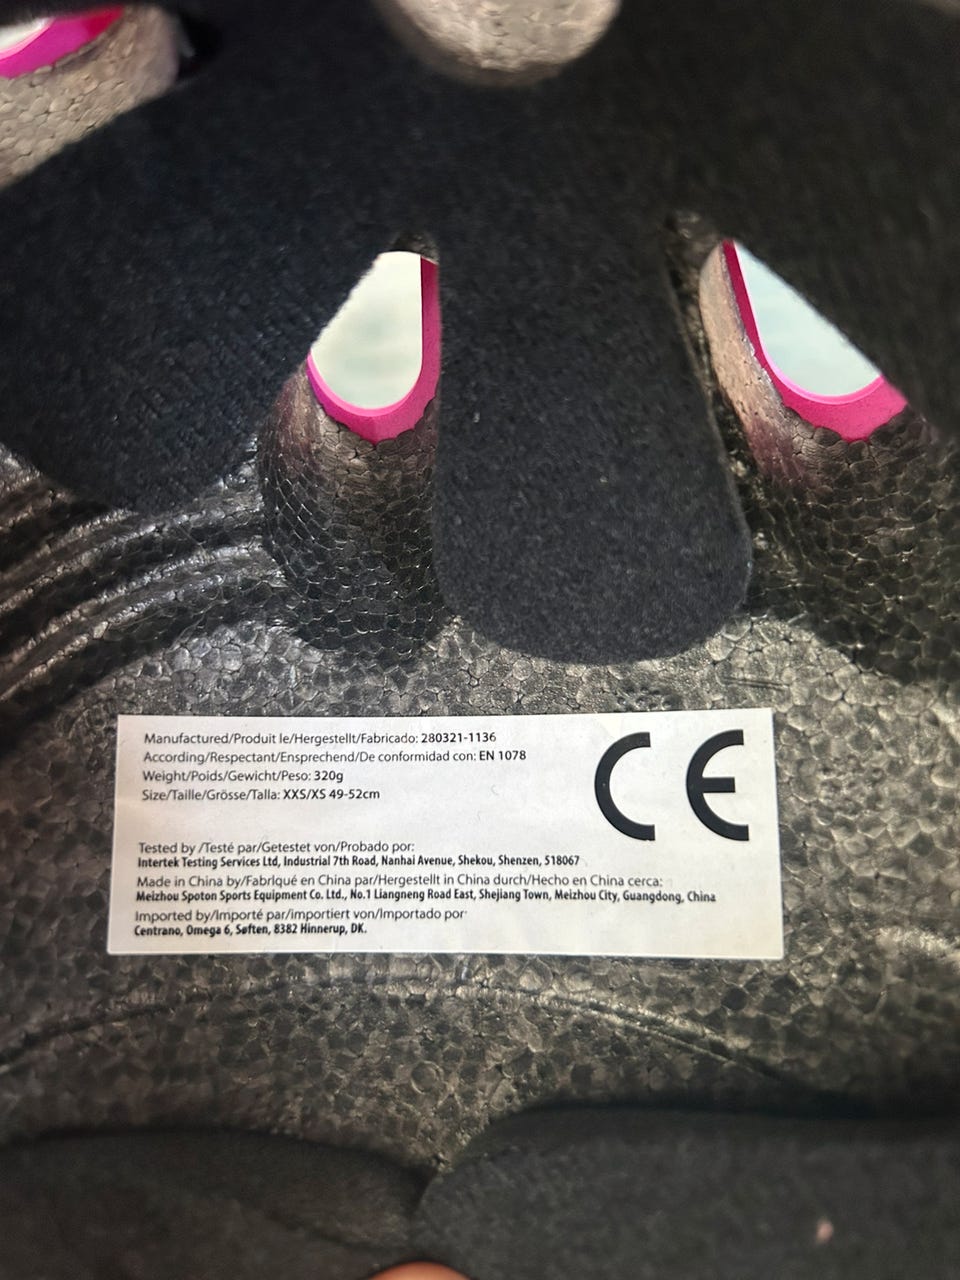 Manufactured/Produit le/Hergestellt/Fabricado: 280321-1136
According/Respectant/Ensprechend/De conformidad con: EN 1078
Weight/Poids/Gewicht/Peso: 320g
Size/Taille/Grösse/Talla: XXS/XS 49-52cm
CE
Tested by /Testé par/Getestet von/Probado por:
Intertek Testing Services Ltd, Industrial 7th Road, Nanhai Avenue, Shekou, Shenzen, 518067
Made in China by/Fabriqué en China par/Hergestellt in China durch/Hecho en China cerca:
Meizhou Spoton Sports Equipment Co. Ltd., No.1 Liangneng Road East, Shejiang Town, Meizhou City, Guangdong, China
Imported by/Importé par/importiert von/Importado por
Centrano, Omega 6, Søften, 8382 Hinnerup, DK.